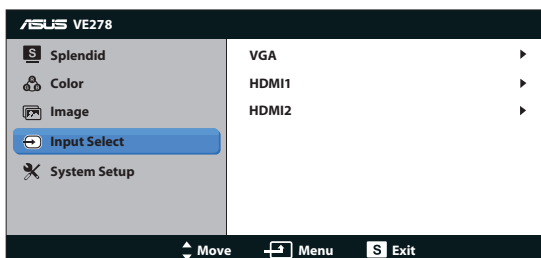 ASUS VE278
S Splendid
Color
Image
Input Select
System Setup
VGA
HDMI1
HDMI2
Move Menu S Exit